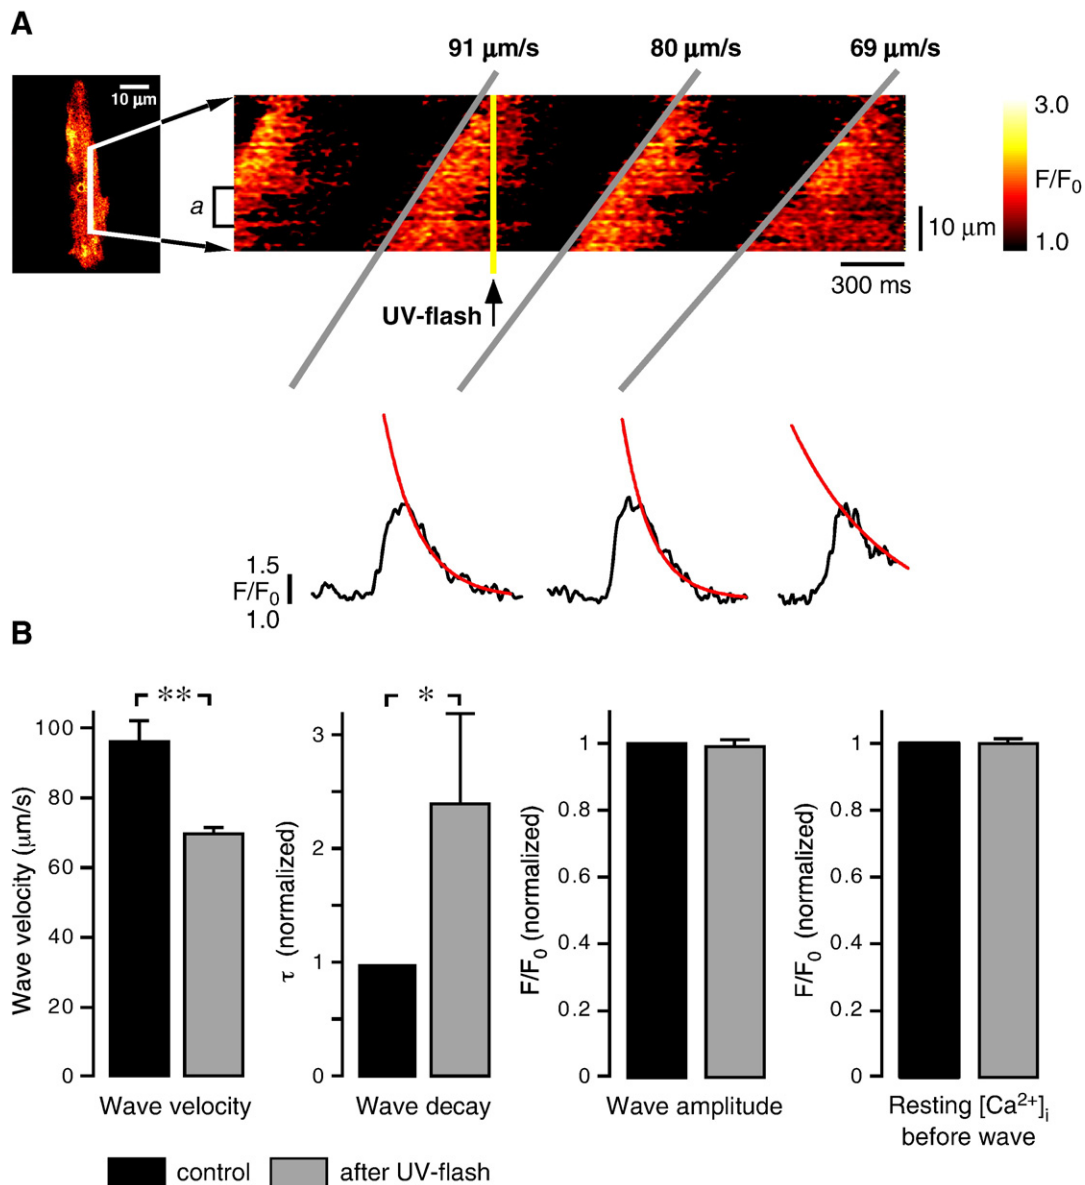 A
91 μm/s
80 μm/s
69 μm/s
10 μm
3.0
F/F₀
1.0
a
10 μm
300 ms
UV-flash
1.5
F/F₀
1.0
B
**
*
Wave velocity (μm/s)
100
80
60
40
20
0
Wave velocity
τ (normalized)
3
2
1
0
Wave decay
F/F₀ (normalized)
1
0.8
0.6
0.4
0.2
0
Wave amplitude
F/F₀ (normalized)
1
0.8
0.6
0.4
0.2
0
Resting [Ca²⁺]ᵢ
before wave
control
after UV-flash